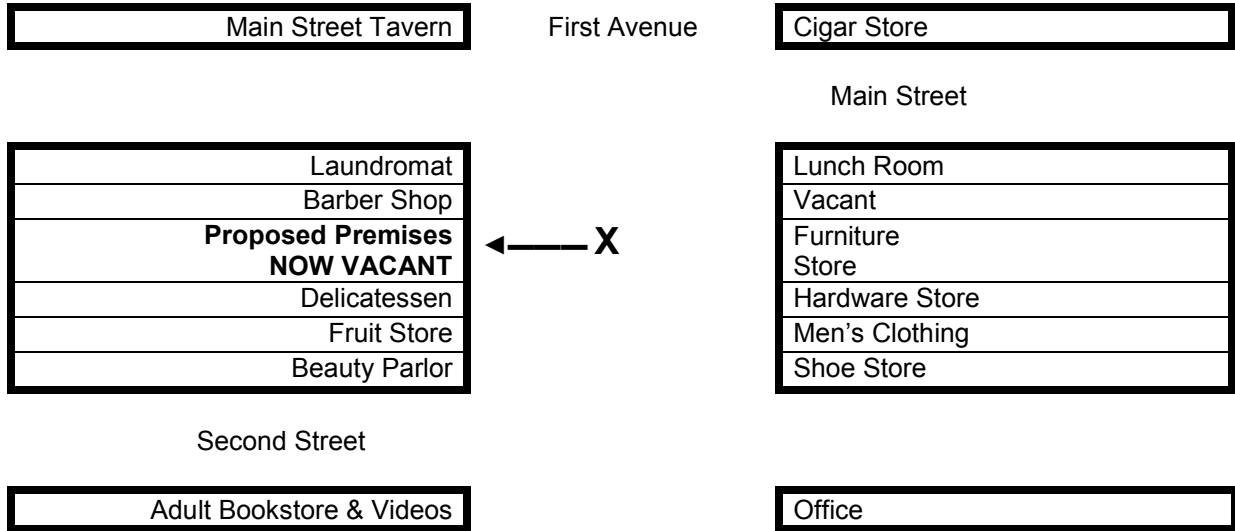 Main Street Tavern
First Avenue
Cigar Store
Main Street
Laundromat
Barber Shop
Proposed Premises
NOW VACANT
Delicatessen
Fruit Store
Beauty Parlor
X
Lunch Room
Vacant
Furniture
Store
Hardware Store
Men’s Clothing
Shoe Store
Second Street
Adult Bookstore & Videos
Office